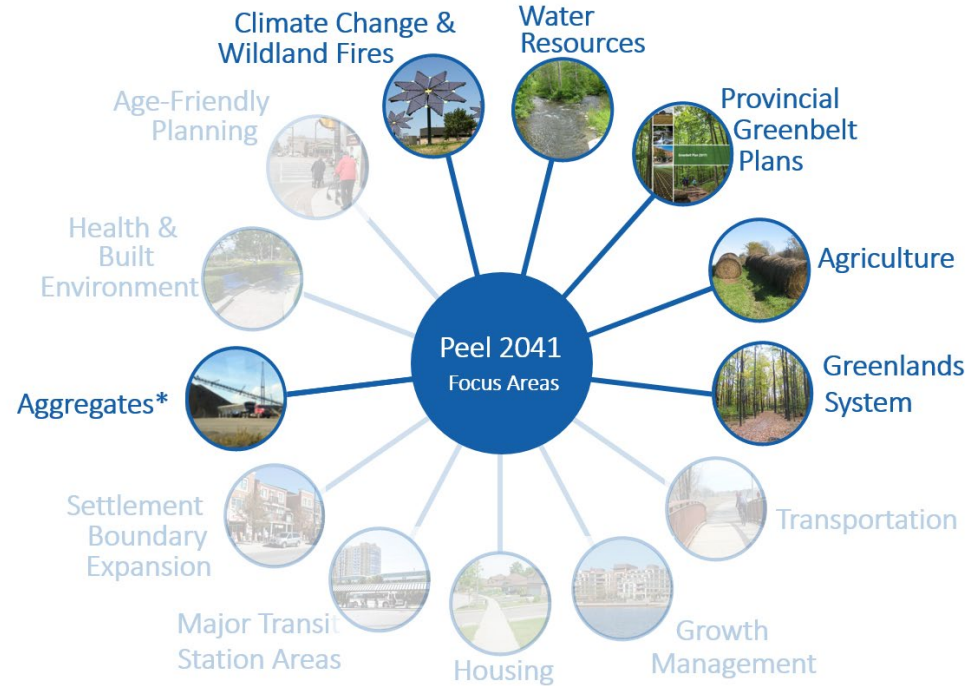 Climate Change &
Wildland Fires
Water
Resources
Provincial
Greenbelt
Plans
Agriculture
Greenlands
System
Transportation
Growth
Management
Housing
Major Transit
Station Areas
Settlement
Boundary
Expansion
Aggregates*
Health &
Built
Environment
Age-Friendly
Planning
Peel 2041
Focus Areas